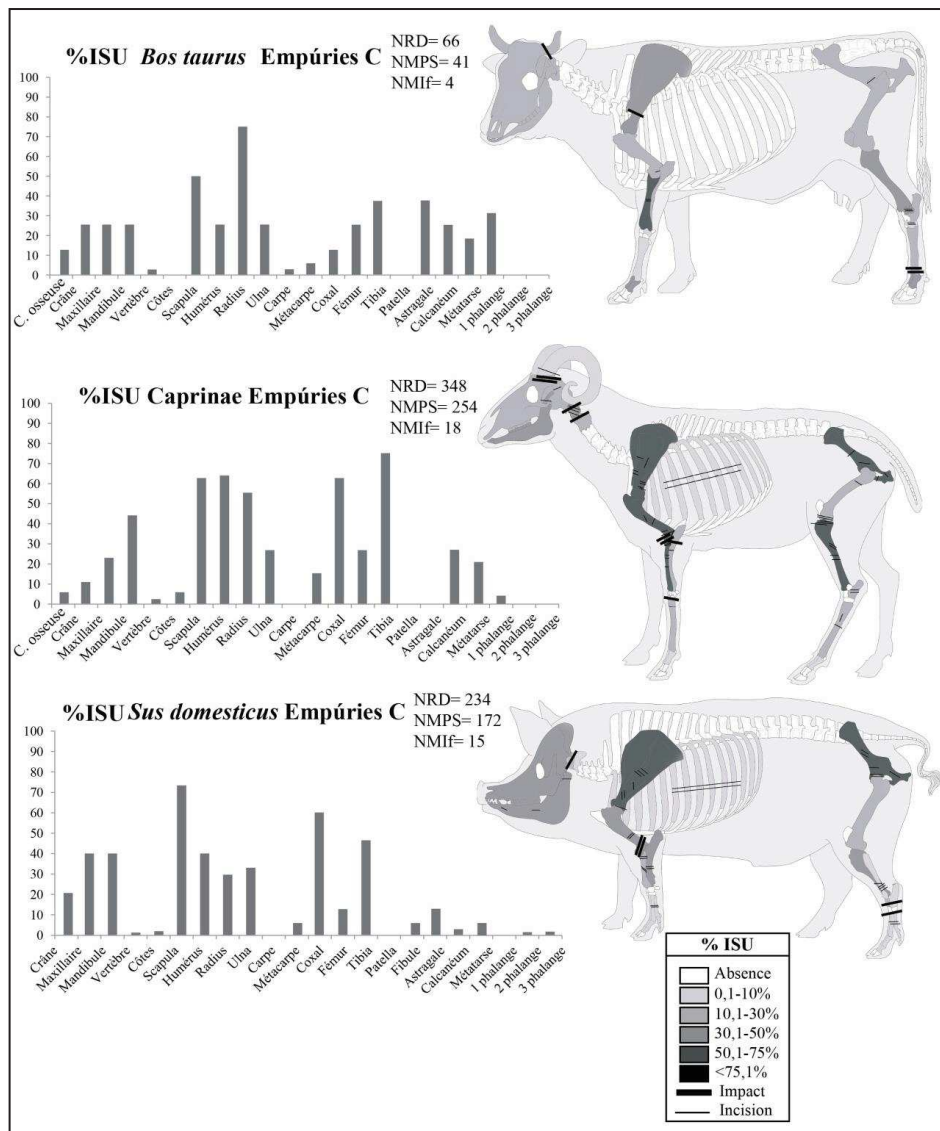 %ISU Bos taurus Empúries C
NRD= 66
NMPS= 41
NMIf= 4
100
90
80
70
60
50
40
30
20
10
0
C. osseuse
Crâne
Maxillaire
Mandibule
Vertèbre
Côtes
Scapula
Humérus
Radius
Ulna
Carpe
Métacarpe
Coxal
Fémur
Tibia
Patella
Astragale
Calcanéum
Métatarse
1 phalange
2 phalange
3 phalange
%ISU Caprinae Empúries C
NRD= 348
NMPS= 254
NMIf= 18
100
90
80
70
60
50
40
30
20
10
0
C. osseuse
Crâne
Maxillaire
Mandibule
Vertèbre
Côtes
Scapula
Humérus
Radius
Ulna
Carpe
Métacarpe
Coxal
Fémur
Tibia
Patella
Astragale
Calcanéum
Métatarse
1 phalange
2 phalange
3 phalange
%ISU Sus domesticus Empúries C
NRD= 234
NMPS= 172
NMIf= 15
100
90
80
70
60
50
40
30
20
10
0
Crâne
Maxillaire
Mandibule
Vertèbre
Côtes
Scapula
Humérus
Radius
Ulna
Carpe
Métacarpe
Coxal
Fémur
Tibia
Patella
Fibule
Astragale
Calcanéum
Métatarse
1 phalange
2 phalange
3 phalange
% ISU
Absence
0,1-10%
10,1-30%
30,1-50%
50,1-75%
<75,1%
Impact
Incision